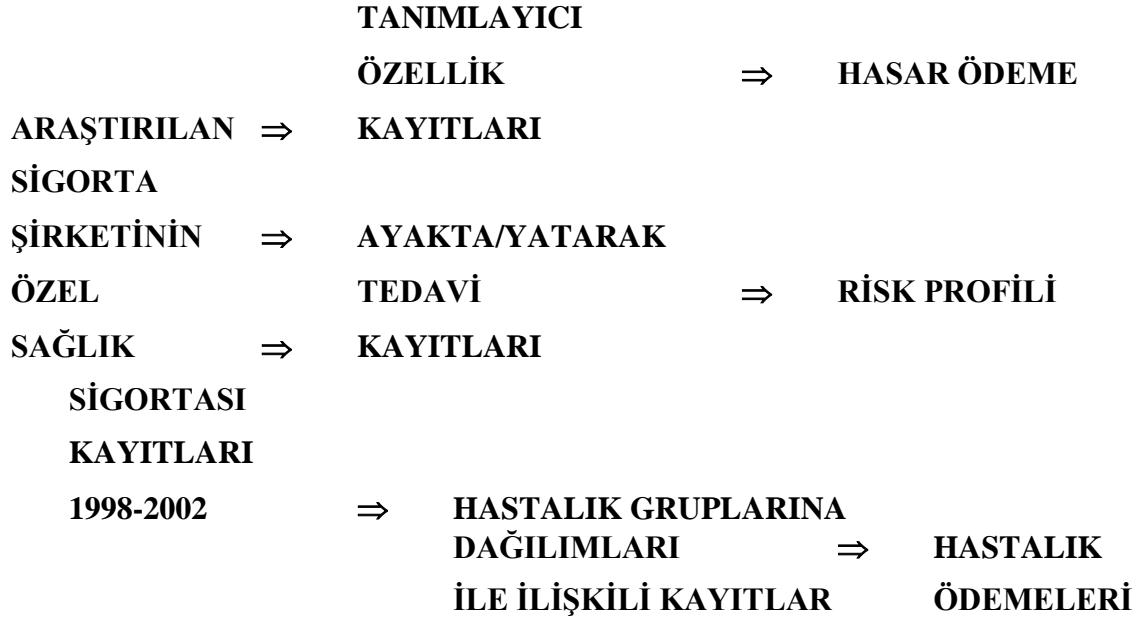 TANIMLAYICI
ÖZELLİK ⇒ HASAR ÖDEME
ARAŞTIRILAN ⇒ KAYITLARI
SİGORTA
ŞİRKETİNİN ⇒ AYAKTA/YATARAK
ÖZEL TEDAVİ ⇒ RİSK PROFİLİ
SAĞLIK ⇒ KAYITLARI
SİGORTASI
KAYITLARI
1998-2002 ⇒ HASTALIK GRUPLARINA
DAĞILIMLARI ⇒ HASTALIK
İLE İLİŞKİLİ KAYITLAR ÖDEMELERİ